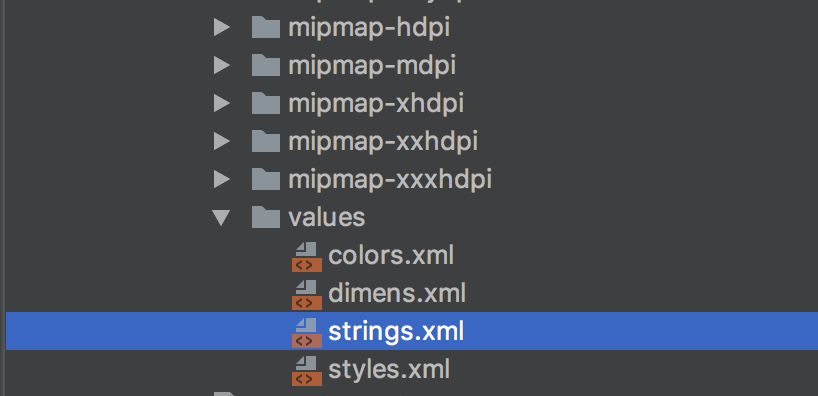 mipmap-hdpi
mipmap-mdpi
mipmap-xhdpi
mipmap-xxhdpi
mipmap-xxxhdpi
values
colors.xml
dimens.xml
strings.xml
styles.xml